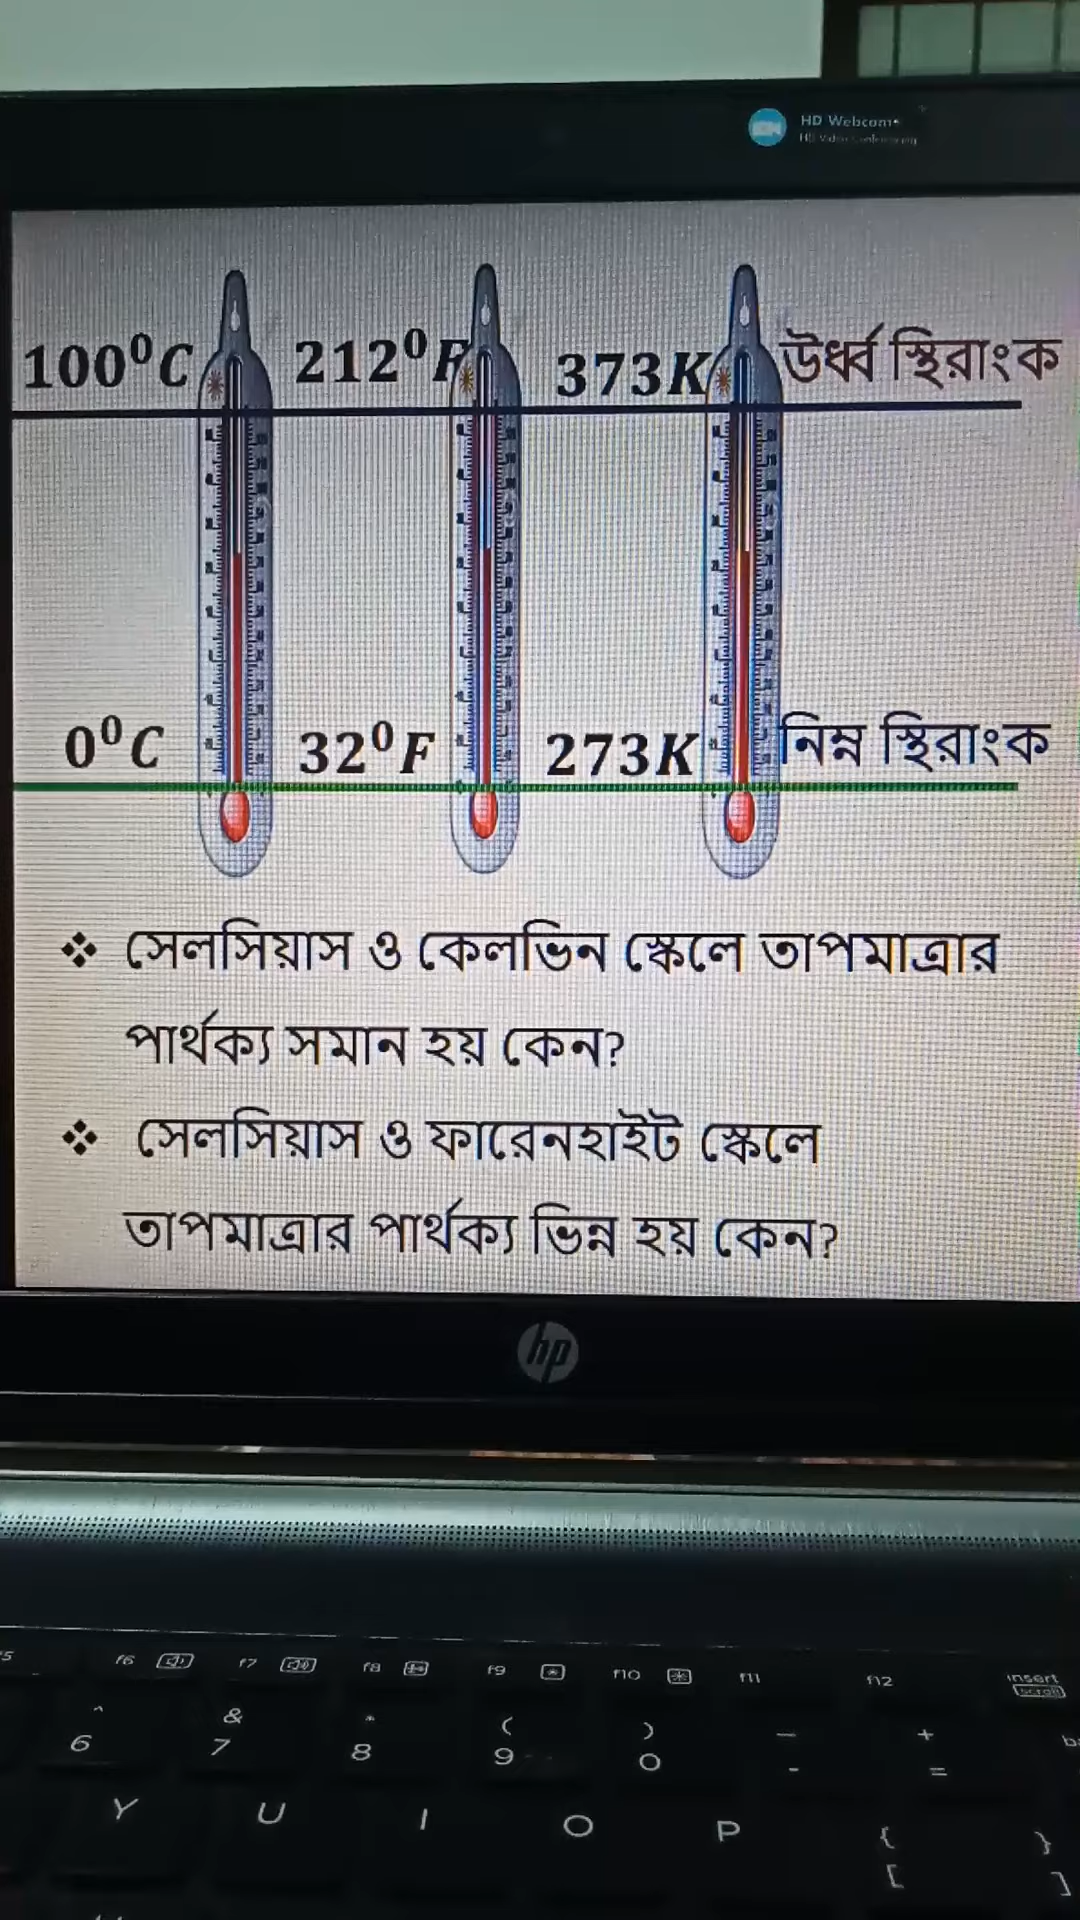 HD Webcam
100⁰C 212⁰F 373K উর্ধ্ব স্থিরাংক
0⁰C 32⁰F 273K নিম্ন স্থিরাংক
❖ সেলসিয়াস ও কেলভিন স্কেলে তাপমাত্রার
পার্থক্য সমান হয় কেন?
❖ সেলসিয়াস ও ফারেনহাইট স্কেলে
তাপমাত্রার পার্থক্য ভিন্ন হয় কেন?
hp
f6 f7 f8 f9 f10 f11 f12 insert
scroll
^ & * ( ) _ +
6 7 8 9 0 - =
Y U I O P { }
[ ]